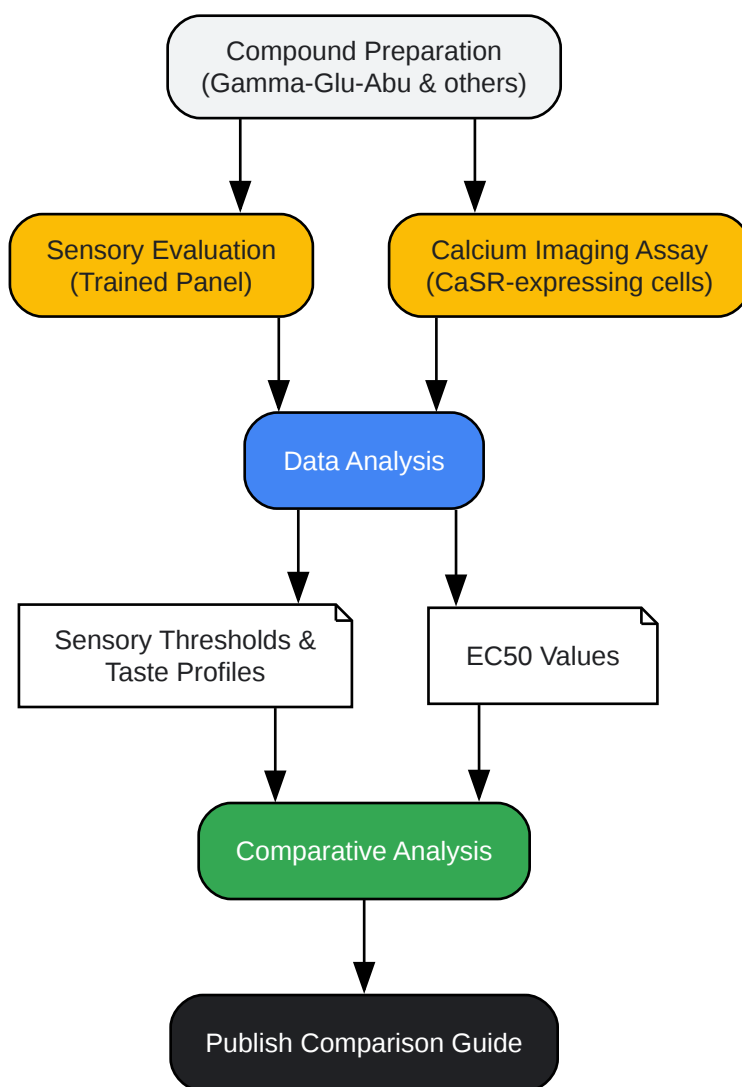 Compound Preparation
(Gamma-Glu-Abu & others)
Sensory Evaluation
(Trained Panel)
Calcium Imaging Assay
(CaSR-expressing cells)
Data Analysis
Sensory Thresholds &
Taste Profiles
EC50 Values
Comparative Analysis
Publish Comparison Guide